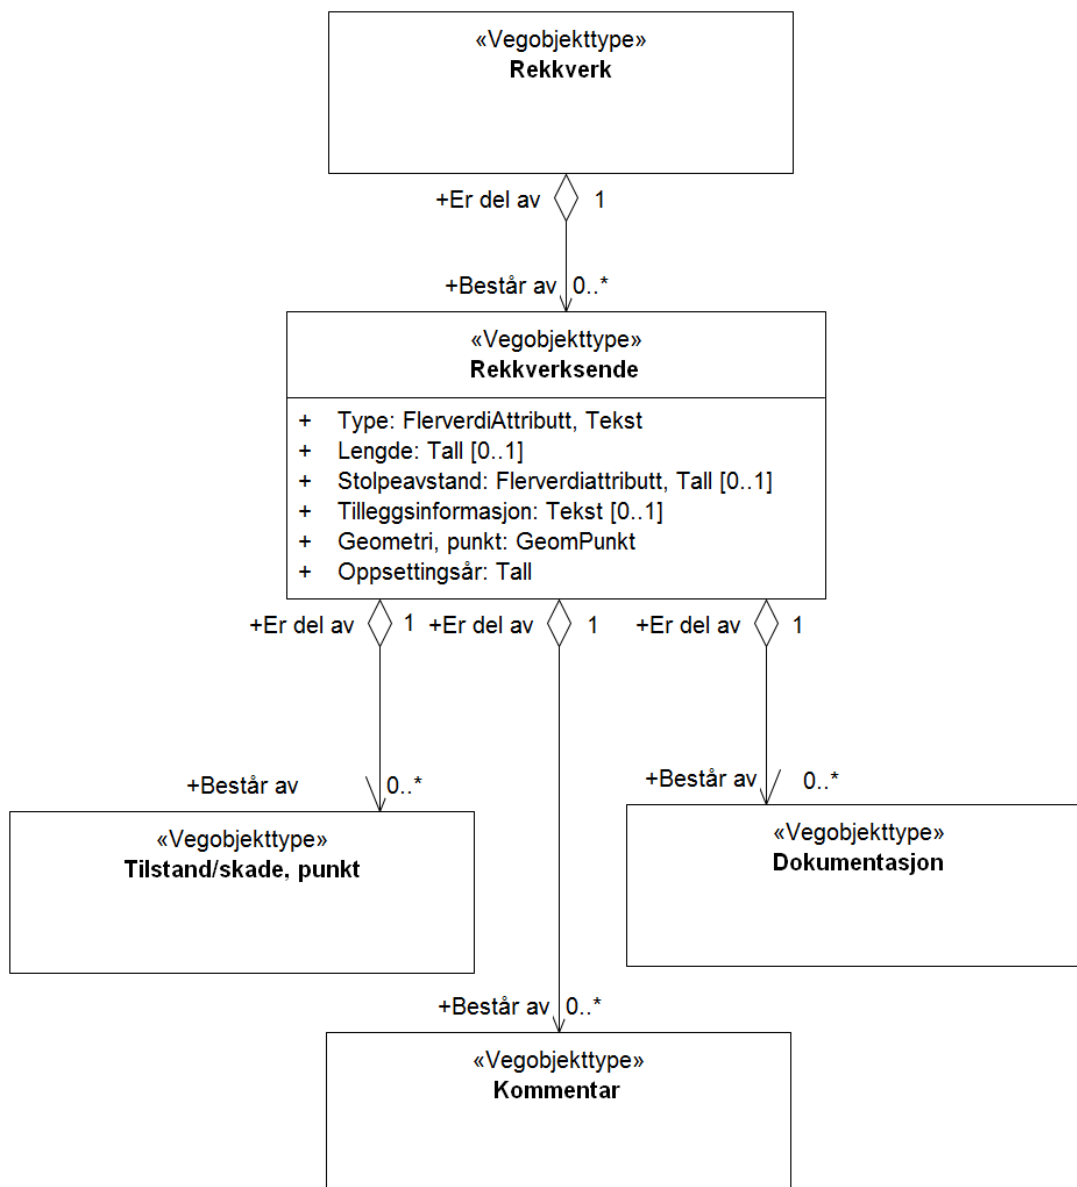 «Vegobjekttype»
Rekkverk
+Er del av 1
+Består av 0..*
«Vegobjekttype»
Rekkverksende
+ Type: FlerverdiAttributt, Tekst
+ Lengde: Tall [0..1]
+ Stolpeavstand: Flerverdiattributt, Tall [0..1]
+ Tilleggsinformasjon: Tekst [0..1]
+ Geometri, punkt: GeomPunkt
+ Oppsettingsår: Tall
+Er del av 1 +Er del av 1 +Er del av 1
+Består av 0..*
+Består av 0..*
«Vegobjekttype»
Tilstand/skade, punkt
«Vegobjekttype»
Dokumentasjon
+Består av 0..*
«Vegobjekttype»
Kommentar